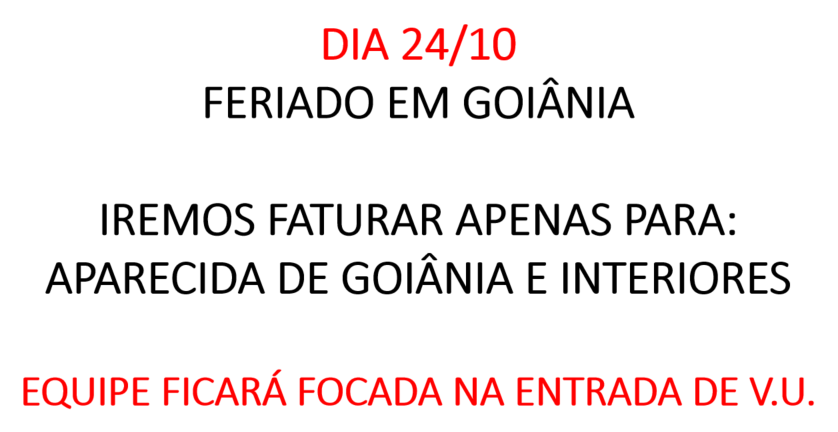 DIA 24/10
FERIADO EM GOIÂNIA
IREMOS FATURAR APENAS PARA:
APARECIDA DE GOIÂNIA E INTERIORES
EQUIPE FICARÁ FOCADA NA ENTRADA DE V.U.